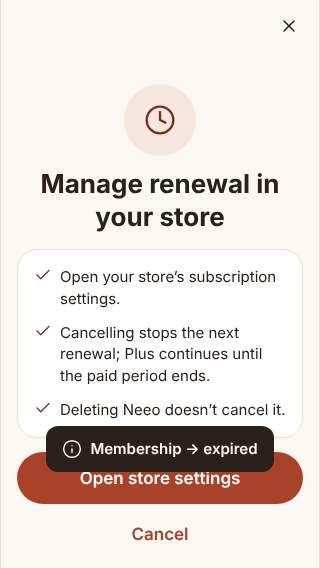 Manage renewal in
your store
Open your store’s subscription
settings.
Cancelling stops the next
renewal; Plus continues until
the paid period ends.
Deleting Neeo doesn’t cancel it.
Membership → expired
Open store settings
Cancel